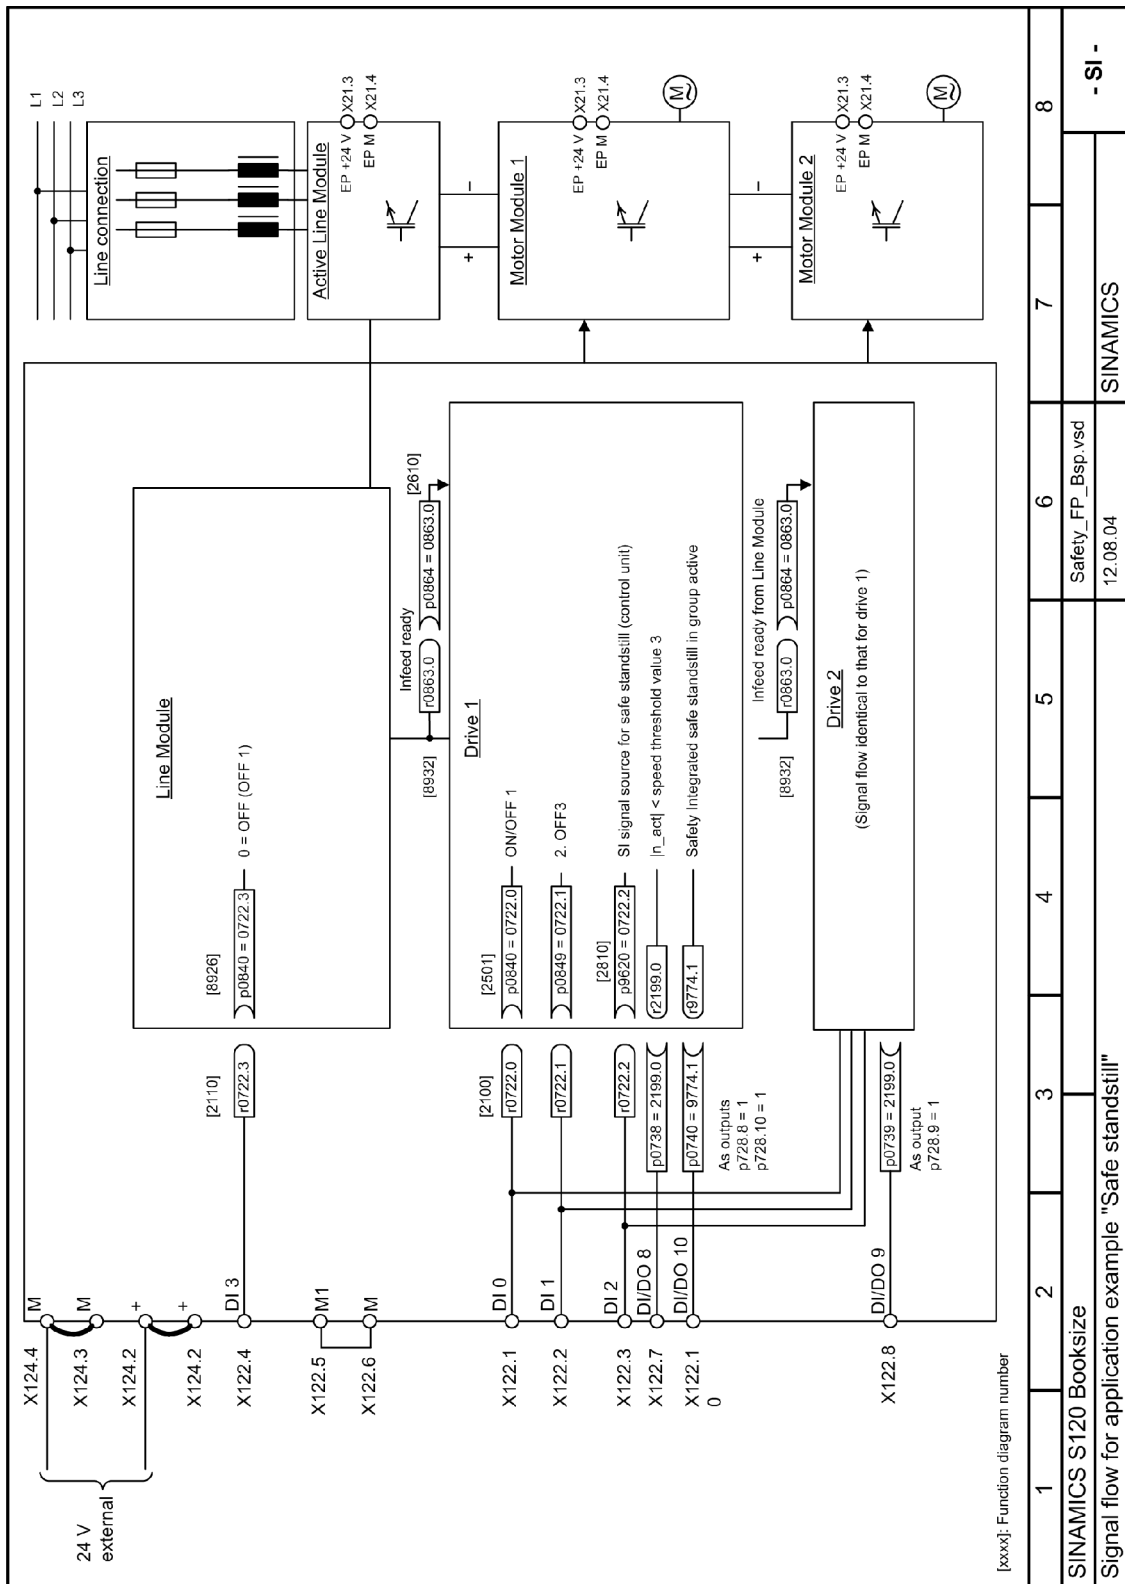 24 V
external
X124.4
M
X124.3
M
X124.2
+
X124.2
+
X122.4
DI 3
X122.5
M1
X122.6
M
X122.1
DI 0
X122.2
DI 1
X122.3
DI 2
X122.7
DI/DO 8
X122.1
0
DI/DO 10
X122.8
DI/DO 9
[2110]
r0722.3
[8926]
p0840 = 0722.3
0 = OFF (OFF 1)
Line Module
[2100]
r0722.0
[2501]
p0840 = 0722.0
ON/OFF 1
r0722.1
p0849 = 0722.1
2. OFF3
r0722.2
[2810]
p9620 = 0722.2
SI signal source for safe standstill (control unit)
p0738 = 2199.0
r2199.0
|n_act| < speed threshold value 3
p0740 = 9774.1
r9774.1
Safety Integrated safe standstill in group active
As outputs
p728.8 = 1
p728.10 = 1
Drive 1
[8932]
Infeed ready
r0863.0
p0864 = 0863.0
[2610]
[8932]
Infeed ready from Line Module
r0863.0
p0864 = 0863.0
Drive 2
(Signal flow identical to that for drive 1)
p0739 = 2199.0
As output
p728.9 = 1
L1
L2
L3
Line connection
Active Line Module
EP +24 V
X21.3
EP M
X21.4
+
–
Motor Module 1
EP +24 V
X21.3
EP M
X21.4
M
+
–
Motor Module 2
EP +24 V
X21.3
EP M
X21.4
M
[xxxx]: Function diagram number
1
2
3
4
5
6
7
8
SINAMICS S120 Booksize
Safety_FP_Bsp.vsd
- SI -
Signal flow for application example "Safe standstill"
12.08.04
SINAMICS